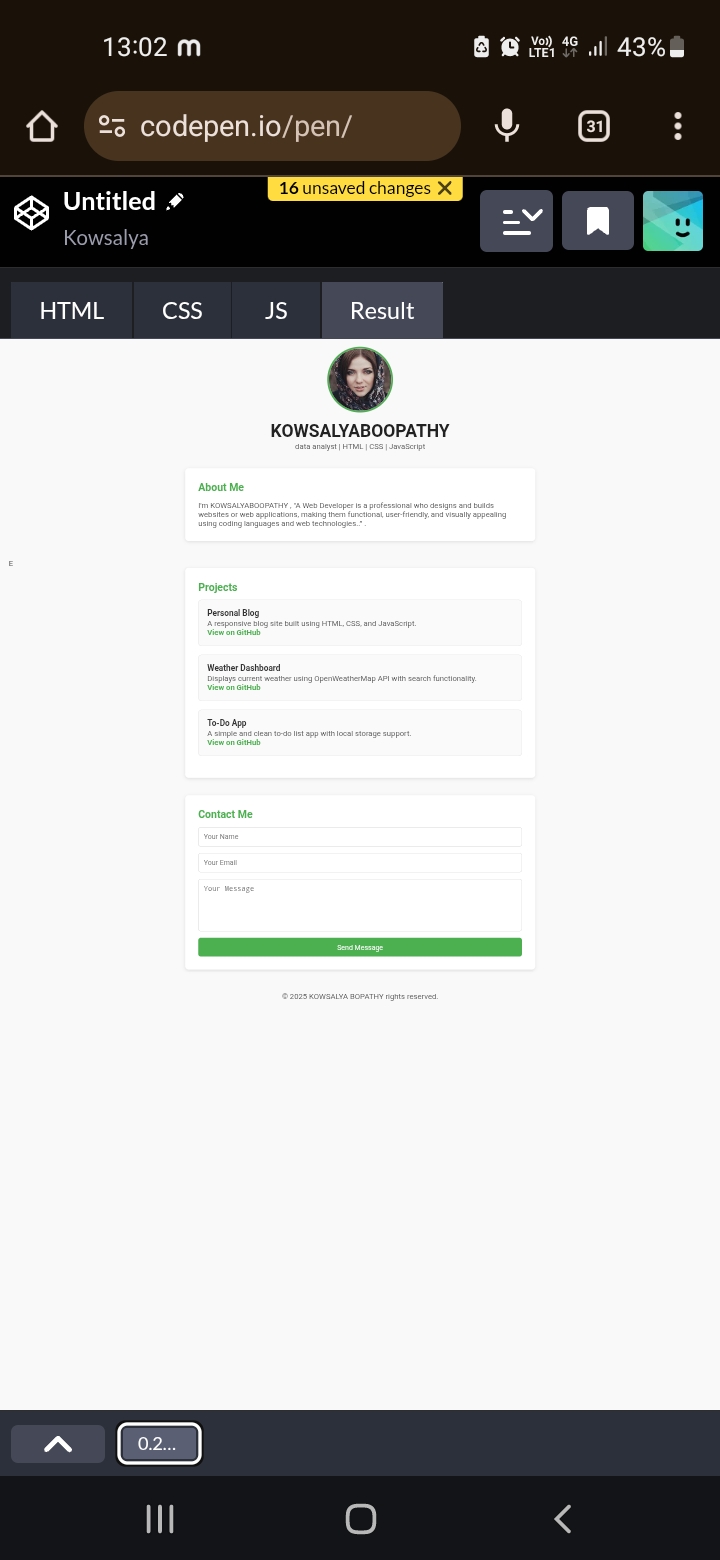 13:02 m
Vo)) LTE1 4G 43%
codepen.io/pen/
31
16 unsaved changes
Untitled
Kowsalya
HTML CSS JS Result
KOWSALYABOOPATHY
data analyst | HTML | CSS | JavaScript
About Me
I'm KOWSALYABOOPATHY , "A Web Developer is a professional who designs and builds
websites or web applications, making them functional, user-friendly, and visually appealing
using coding languages and web technologies.." .
E
Projects
Personal Blog
A responsive blog site built using HTML, CSS, and JavaScript.
View on GitHub
Weather Dashboard
Displays current weather using OpenWeatherMap API with search functionality.
View on GitHub
To-Do App
A simple and clean to-do list app with local storage support.
View on GitHub
Contact Me
Your Name
Your Email
Your Message
Send Message
© 2025 KOWSALYA BOPATHY rights reserved.
0.2...